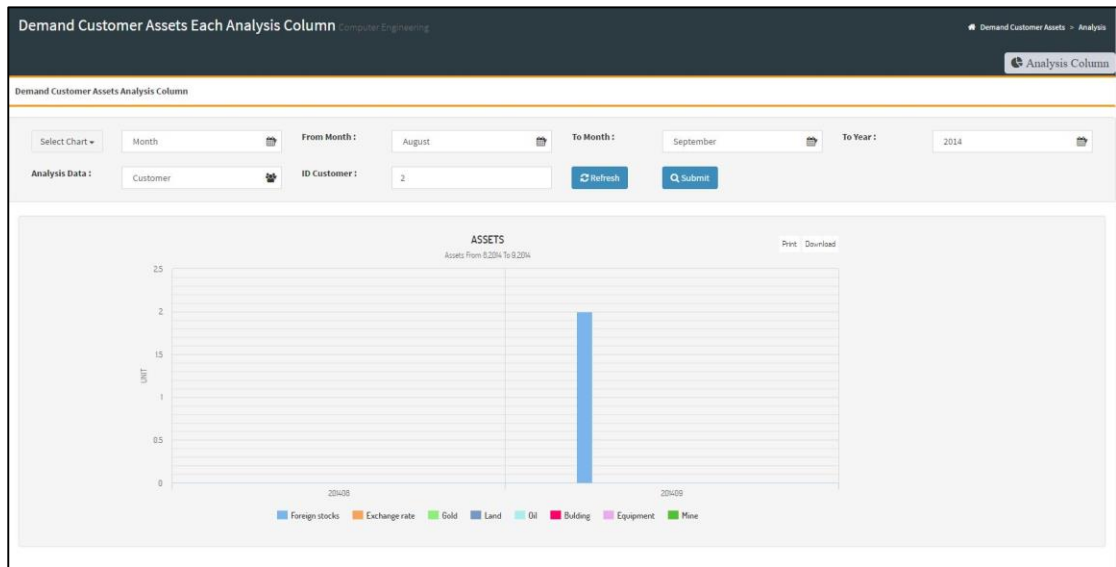 Demand Customer Assets Each Analysis Column Computer Engineering
Demand Customer Assets > Analysis
Analysis Column
Demand Customer Assets Analysis Column
Select Chart Month From Month : August To Month : September To Year : 2014
Analysis Data : Customer ID Customer : 2 Refresh Submit
ASSETS
Print Download
Assets From 8.2014 To 9.2014
2.5
2
1.5
UNIT
1
0.5
0
201408 201409
Foreign stocks Exchange rate Gold Land Oil Bulding Equipment Mine